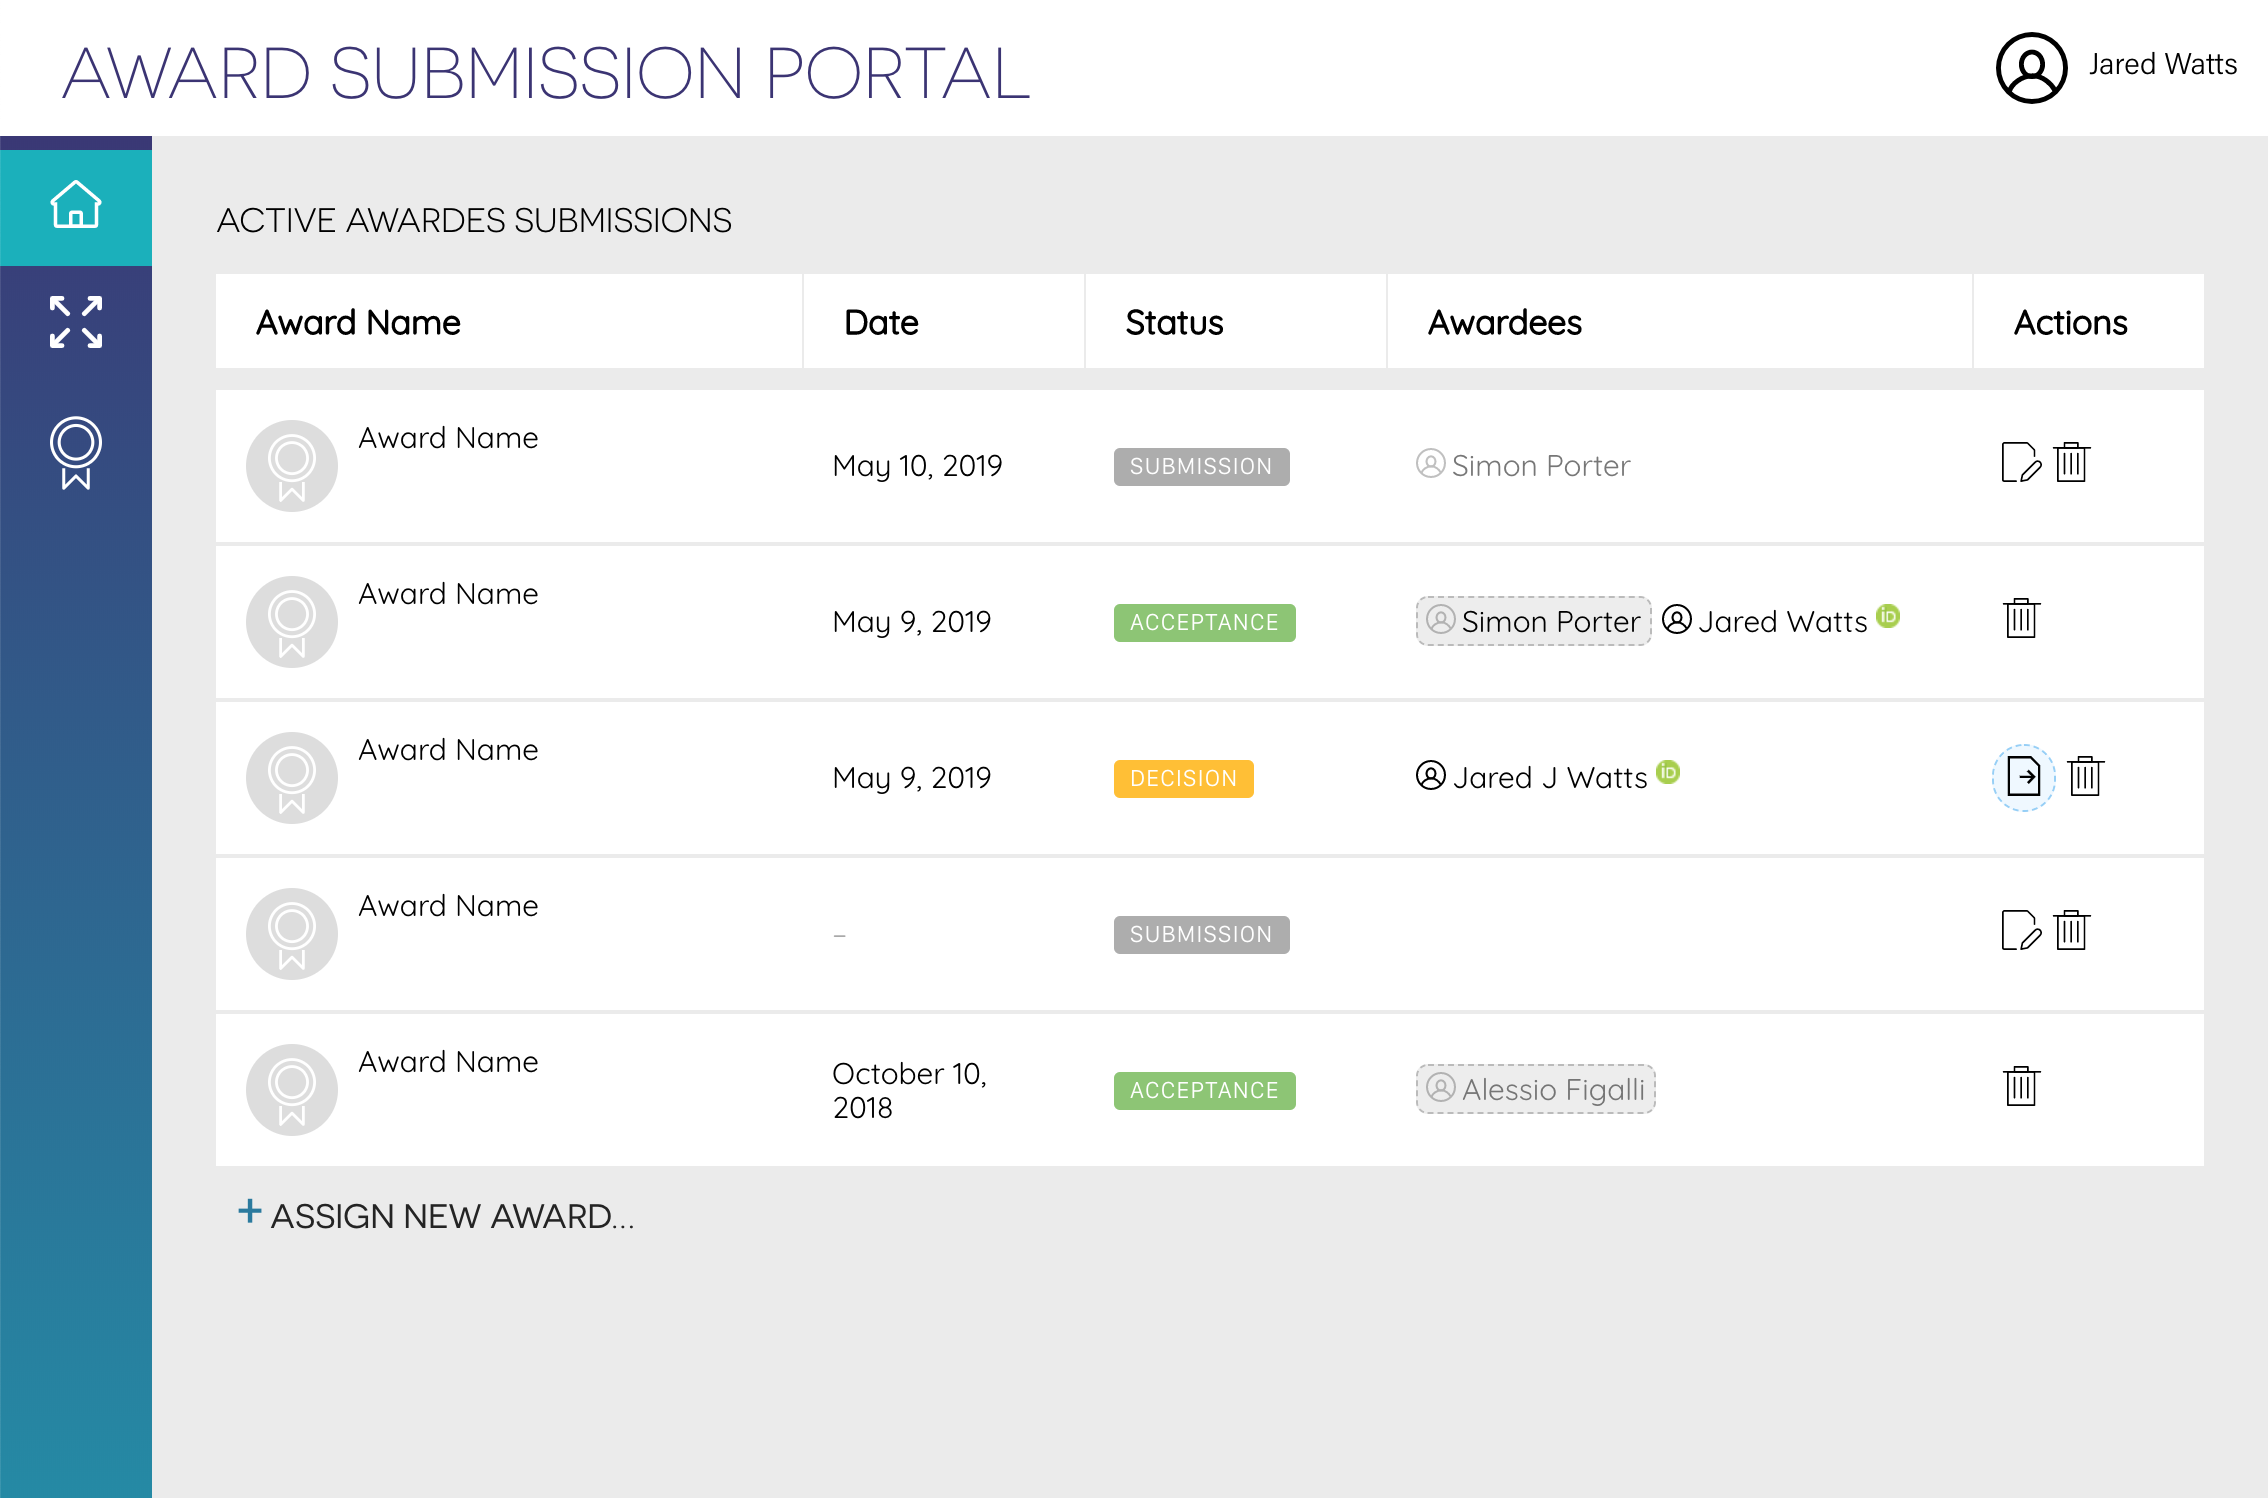 AWARD SUBMISSION PORTAL
Jared Watts
ACTIVE AWARDES SUBMISSIONS
Award Name Date Status Awardees Actions
Award Name
May 10, 2019 SUBMISSION Simon Porter
Award Name
May 9, 2019 ACCEPTANCE Simon Porter Jared Watts iD
Award Name
May 9, 2019 DECISION Jared J Watts iD
Award Name
– SUBMISSION
Award Name
October 10,
2018
ACCEPTANCE Alessio Figalli
+ ASSIGN NEW AWARD...